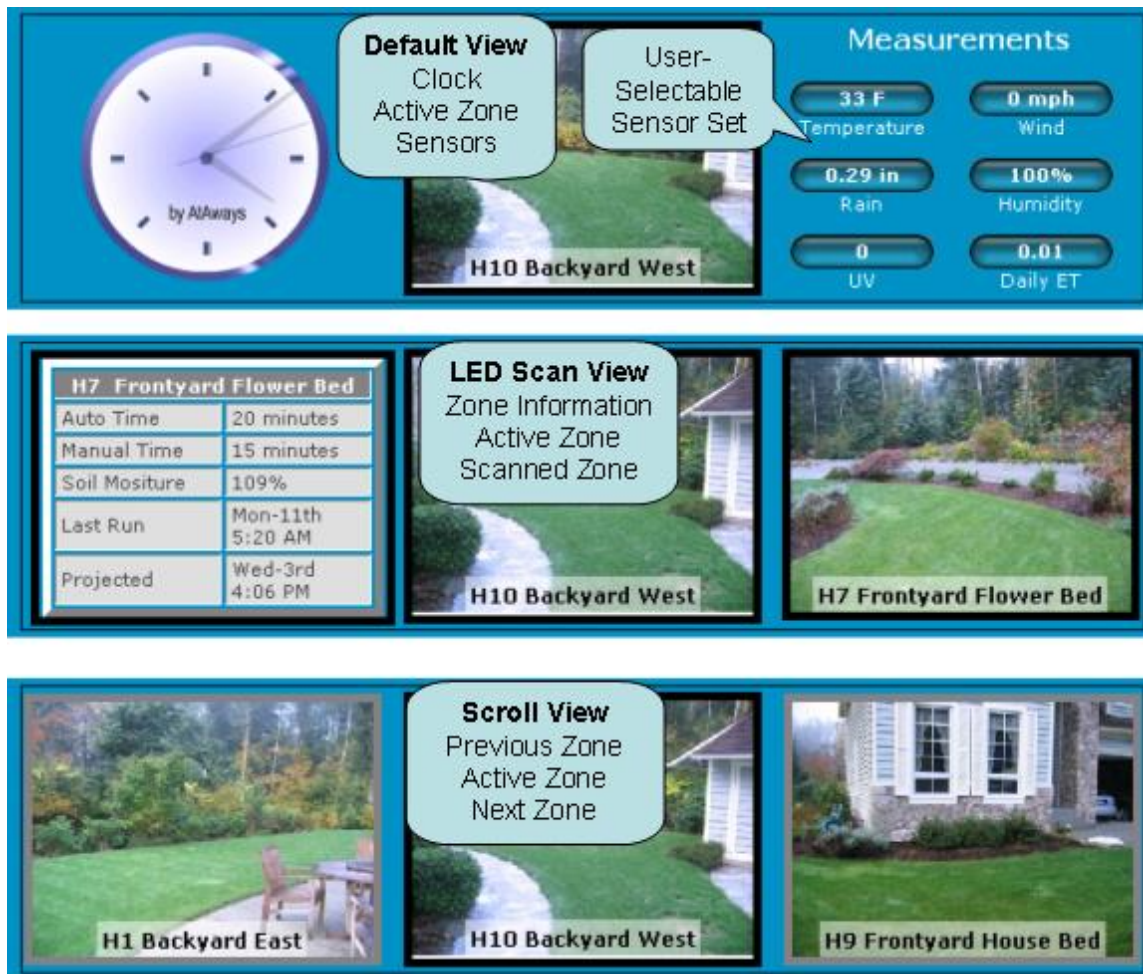 Default View
Clock
Active Zone
Sensors
User-
Selectable
Sensor Set
Measurements
33 F
Temperature
0 mph
Wind
0.29 in
Rain
100%
Humidity
0
UV
0.01
Daily ET
by AtAways
H10 Backyard West
H7 Frontyard Flower Bed
Auto Time 20 minutes
Manual Time 15 minutes
Soil Mositure 109%
Last Run Mon-11th
5:20 AM
Projected Wed-3rd
4:06 PM
LED Scan View
Zone Information
Active Zone
Scanned Zone
H10 Backyard West
H7 Frontyard Flower Bed
Scroll View
Previous Zone
Active Zone
Next Zone
H1 Backyard East
H10 Backyard West
H9 Frontyard House Bed